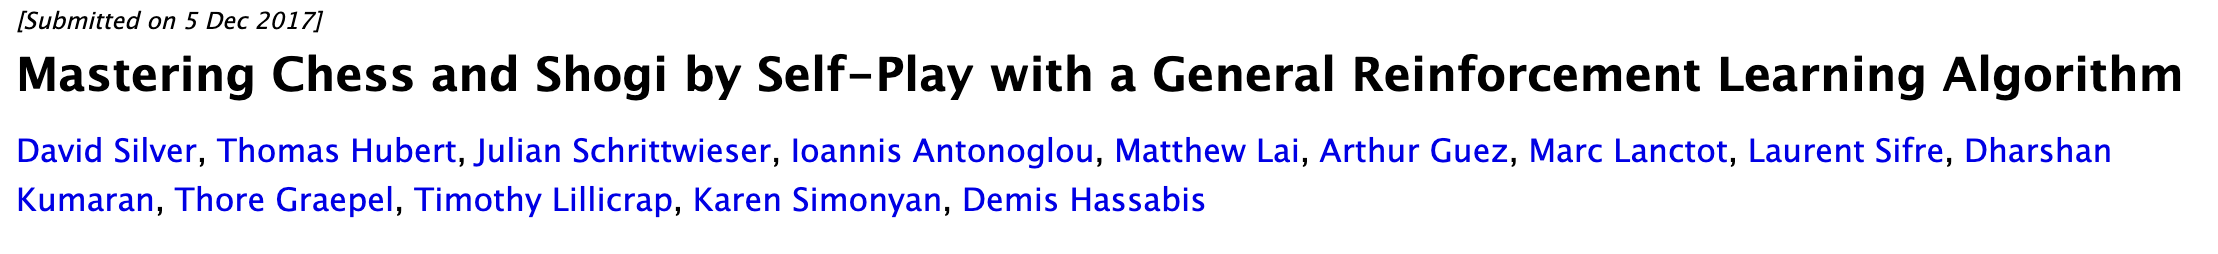 [Submitted on 5 Dec 2017]
Mastering Chess and Shogi by Self-Play with a General Reinforcement Learning Algorithm
David Silver, Thomas Hubert, Julian Schrittwieser, Ioannis Antonoglou, Matthew Lai, Arthur Guez, Marc Lanctot, Laurent Sifre, Dharshan
Kumaran, Thore Graepel, Timothy Lillicrap, Karen Simonyan, Demis Hassabis